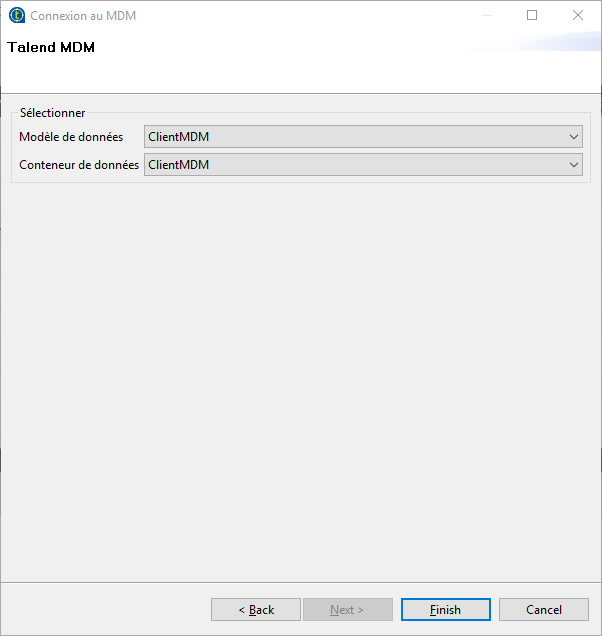 Connexion au MDM
Talend MDM
Sélectionner
Modèle de données ClientMDM
Conteneur de données ClientMDM
< Back Next > Finish Cancel